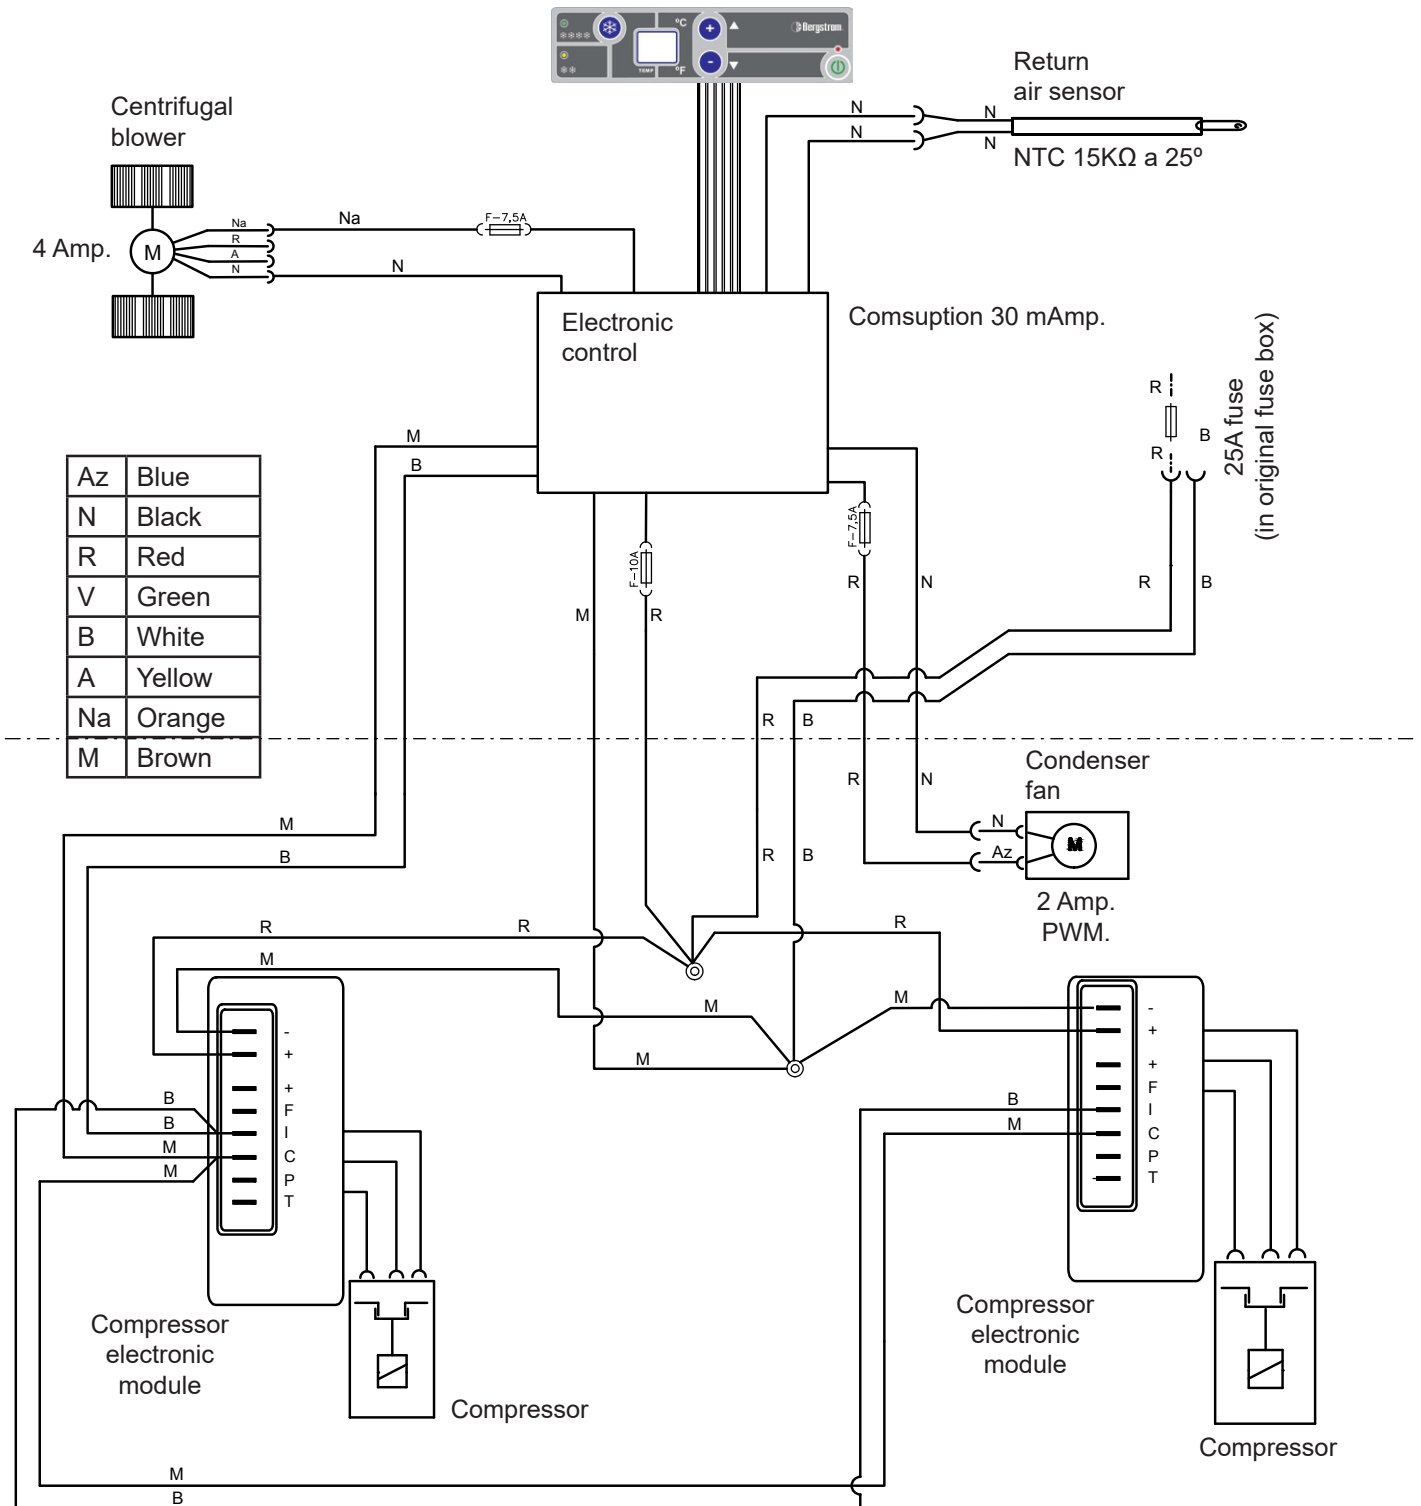 °C
Bergstrom
TEMP
°F
Return
air sensor
N
N
N
N
NTC 15KΩ a 25º
Centrifugal
blower
4 Amp.
M
Na
R
A
N
Na
F-7,5A
N
Electronic
control
Comsuption 30 mAmp.
R
R
B
25A fuse
(in original fuse box)
M
B
Az Blue
N Black
R Red
V Green
B White
A Yellow
Na Orange
M Brown
F-10A
F-7,5A
M
R
R
N
R
B
R
B
R
N
Condenser
fan
N
Az
M
2 Amp.
PWM.
M
B
R
B
R
R
R
M
M
M
M
-
+
+
F
I
C
P
T
B
B
M
M
-
+
+
F
I
C
P
T
B
M
Compressor
electronic
module
Compressor
Compressor
electronic
module
Compressor
M
B